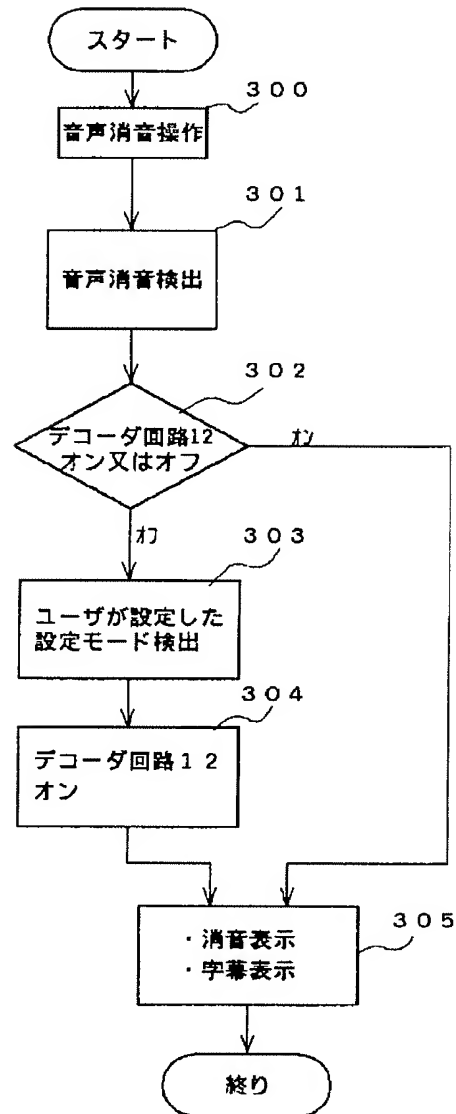 スタート
３００
音声消音操作
３０１
音声消音検出
３０２
デコーダ回路12
オン又はオフ
ｵﾝ
ｵﾌ
３０３
ユーザが設定した
設定モード検出
３０４
デコーダ回路１２
オン
３０５
・消音表示
・字幕表示
終り